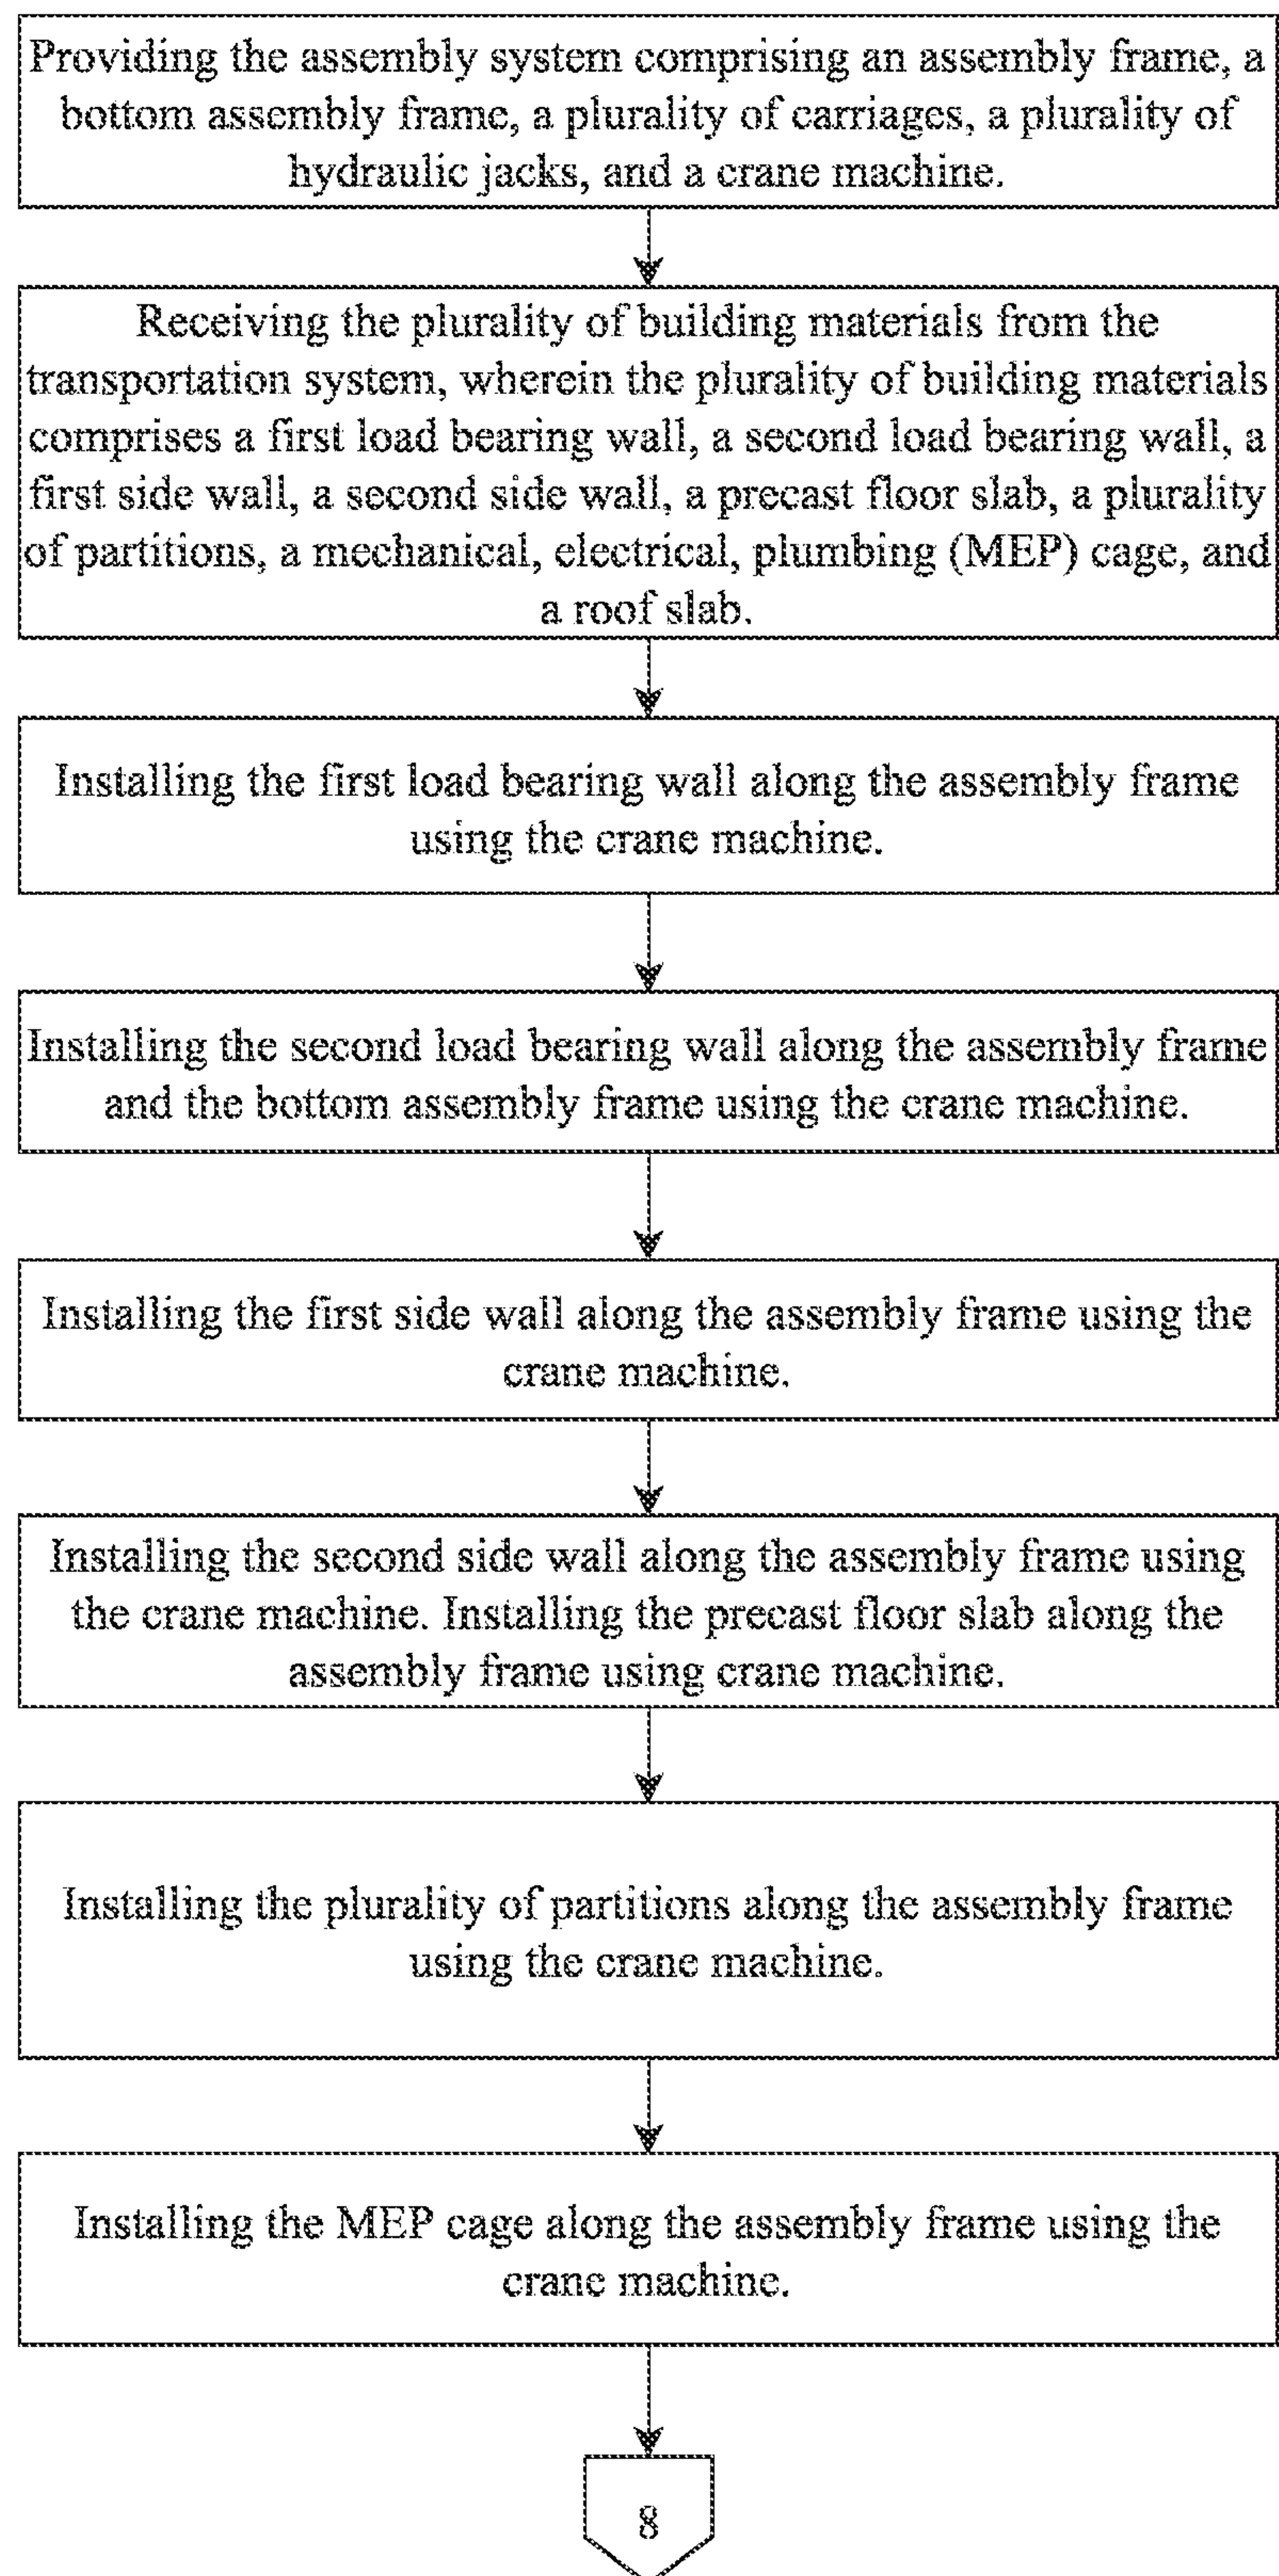 Providing the assembly system comprising an assembly frame, a
bottom assembly frame, a plurality of carriages, a plurality of
hydraulic jacks, and a crane machine.
Receiving the plurality of building materials from the
transportation system, wherein the plurality of building materials
comprises a first load bearing wall, a second load bearing wall, a
first side wall, a second side wall, a precast floor slab, a plurality
of partitions, a mechanical, electrical, plumbing (MEP) cage, and
a roof slab.
Installing the first load bearing wall along the assembly frame
using the crane machine.
Installing the second load bearing wall along the assembly frame
and the bottom assembly frame using the crane machine.
Installing the first side wall along the assembly frame using the
crane machine.
Installing the second side wall along the assembly frame using
the crane machine. Installing the precast floor slab along the
assembly frame using crane machine.
Installing the plurality of partitions along the assembly frame
using the crane machine.
Installing the MEP cage along the assembly frame using the
crane machine.
8